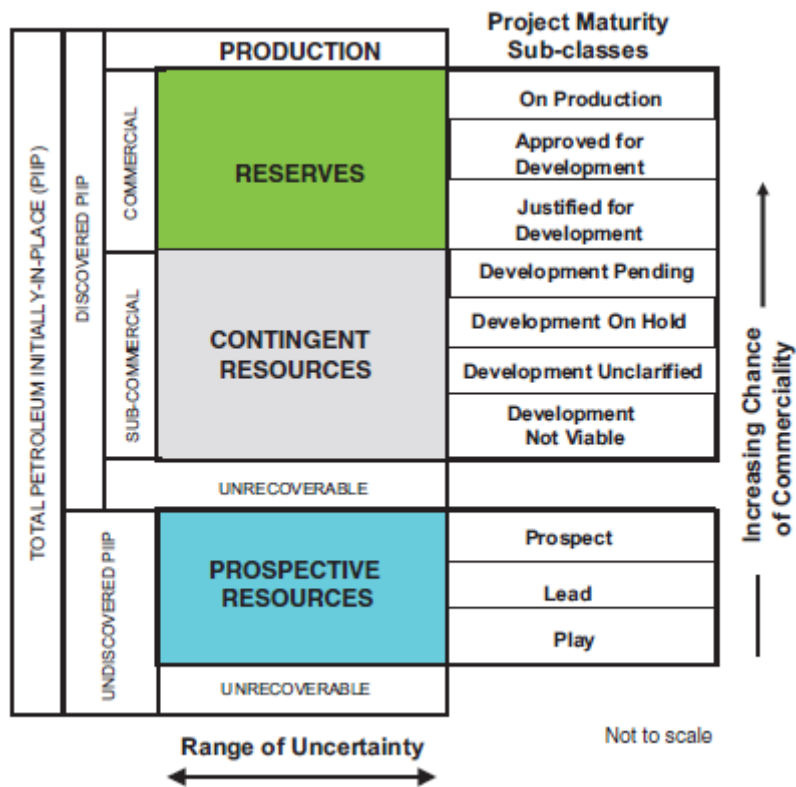 Project Maturity
Sub-classes
PRODUCTION
TOTAL PETROLEUM INITIALLY-IN-PLACE (PIIP)
DISCOVERED PIIP
COMMERCIAL
RESERVES
On Production
Approved for
Development
Justified for
Development
SUB-COMMERCIAL
CONTINGENT
RESOURCES
Development Pending
Development On Hold
Development Unclarified
Development
Not Viable
UNRECOVERABLE
UNDISCOVERED PIIP
PROSPECTIVE
RESOURCES
Prospect
Lead
Play
UNRECOVERABLE
Increasing Chance
of Commerciality
Range of Uncertainty
Not to scale